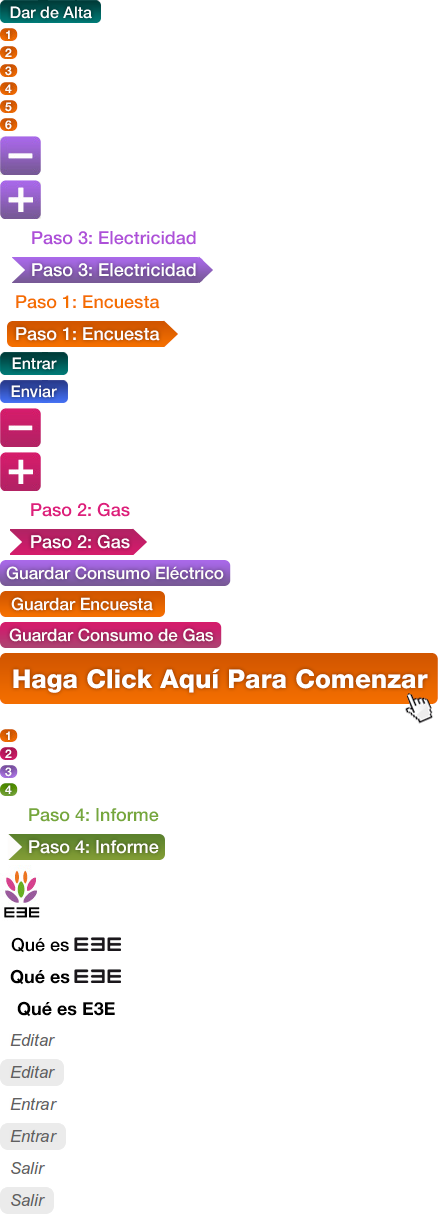 Dar de Alta
1
2
3
4
5
6
−
+
Paso 3: Electricidad
Paso 3: Electricidad
Paso 1: Encuesta
Paso 1: Encuesta
Entrar
Enviar
−
+
Paso 2: Gas
Paso 2: Gas
Guardar Consumo Eléctrico
Guardar Encuesta
Guardar Consumo de Gas
Haga Click Aquí Para Comenzar
1
2
3
4
Paso 4: Informe
Paso 4: Informe
E3E
Qué es E3E
Qué es E3E
Qué es E3E
Editar
Editar
Entrar
Entrar
Salir
Salir